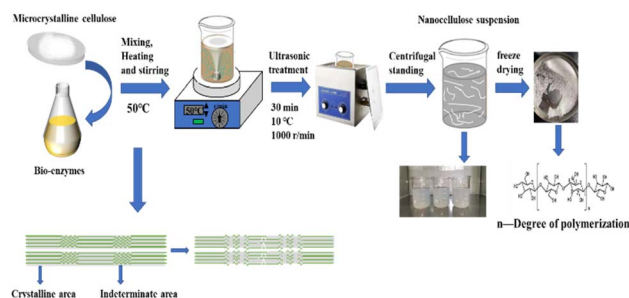 Microcrystalline cellulose
Mixing,
Heating
and stirring
50℃
Bio-enzymes
Ultrasonic
treatment
30 min
10 ℃
1000 r/min
Centrifugal
standing
Nanocellulose suspension
freeze
drying
n—Degree of polymerization
Crystalline area
Indeterminate area